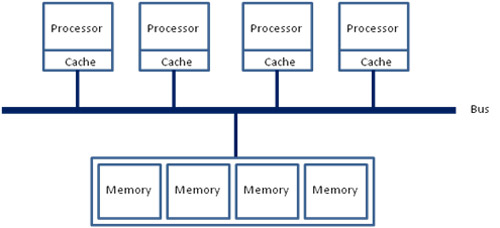 Processor Processor Processor Processor
Cache Cache Cache Cache
Bus
Memory Memory Memory Memory